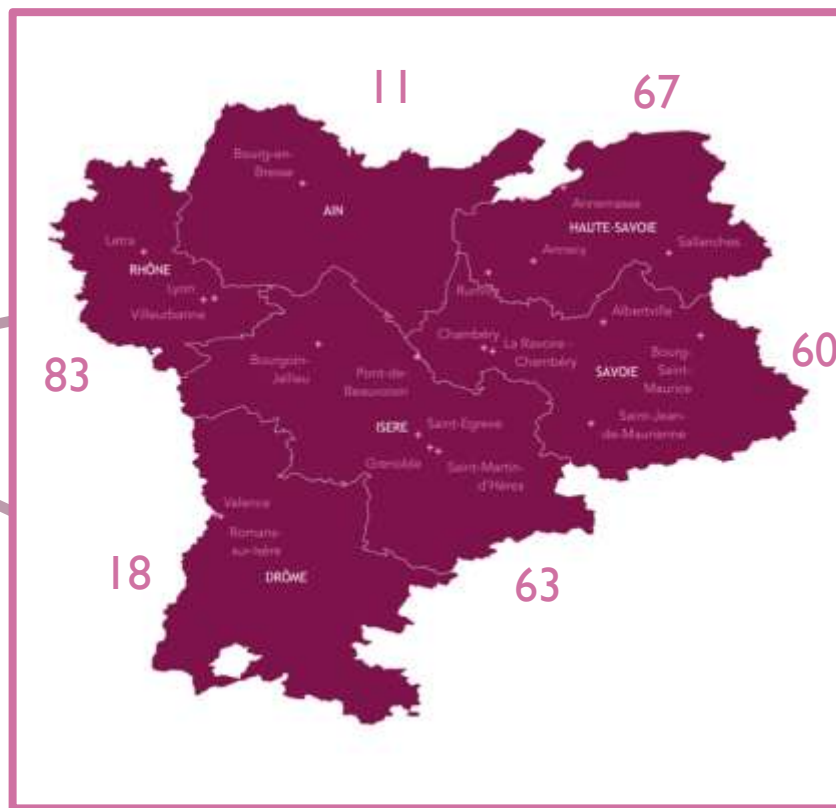 11
67
Bourg-en-
Bresse
AIN
Annemasse
HAUTE-SAVOIE
Letra
RHÔNE
Annecy
Sallanches
Lyon
Villeurbanne
Rumilly
Albertville
Chambéry
La Ravoire -
Chambéry
Bourg-
Saint-
Maurice
Bourgoin-
Jallieu
Pont-de-
Beauvoisin
SAVOIE
60
83
ISERE
Saint-Egreve
Saint-Jean-
de-Maurienne
Grenoble
Saint-Martin-
d'Hères
Valence
Romans-
sur-Isère
DRÔME
18
63